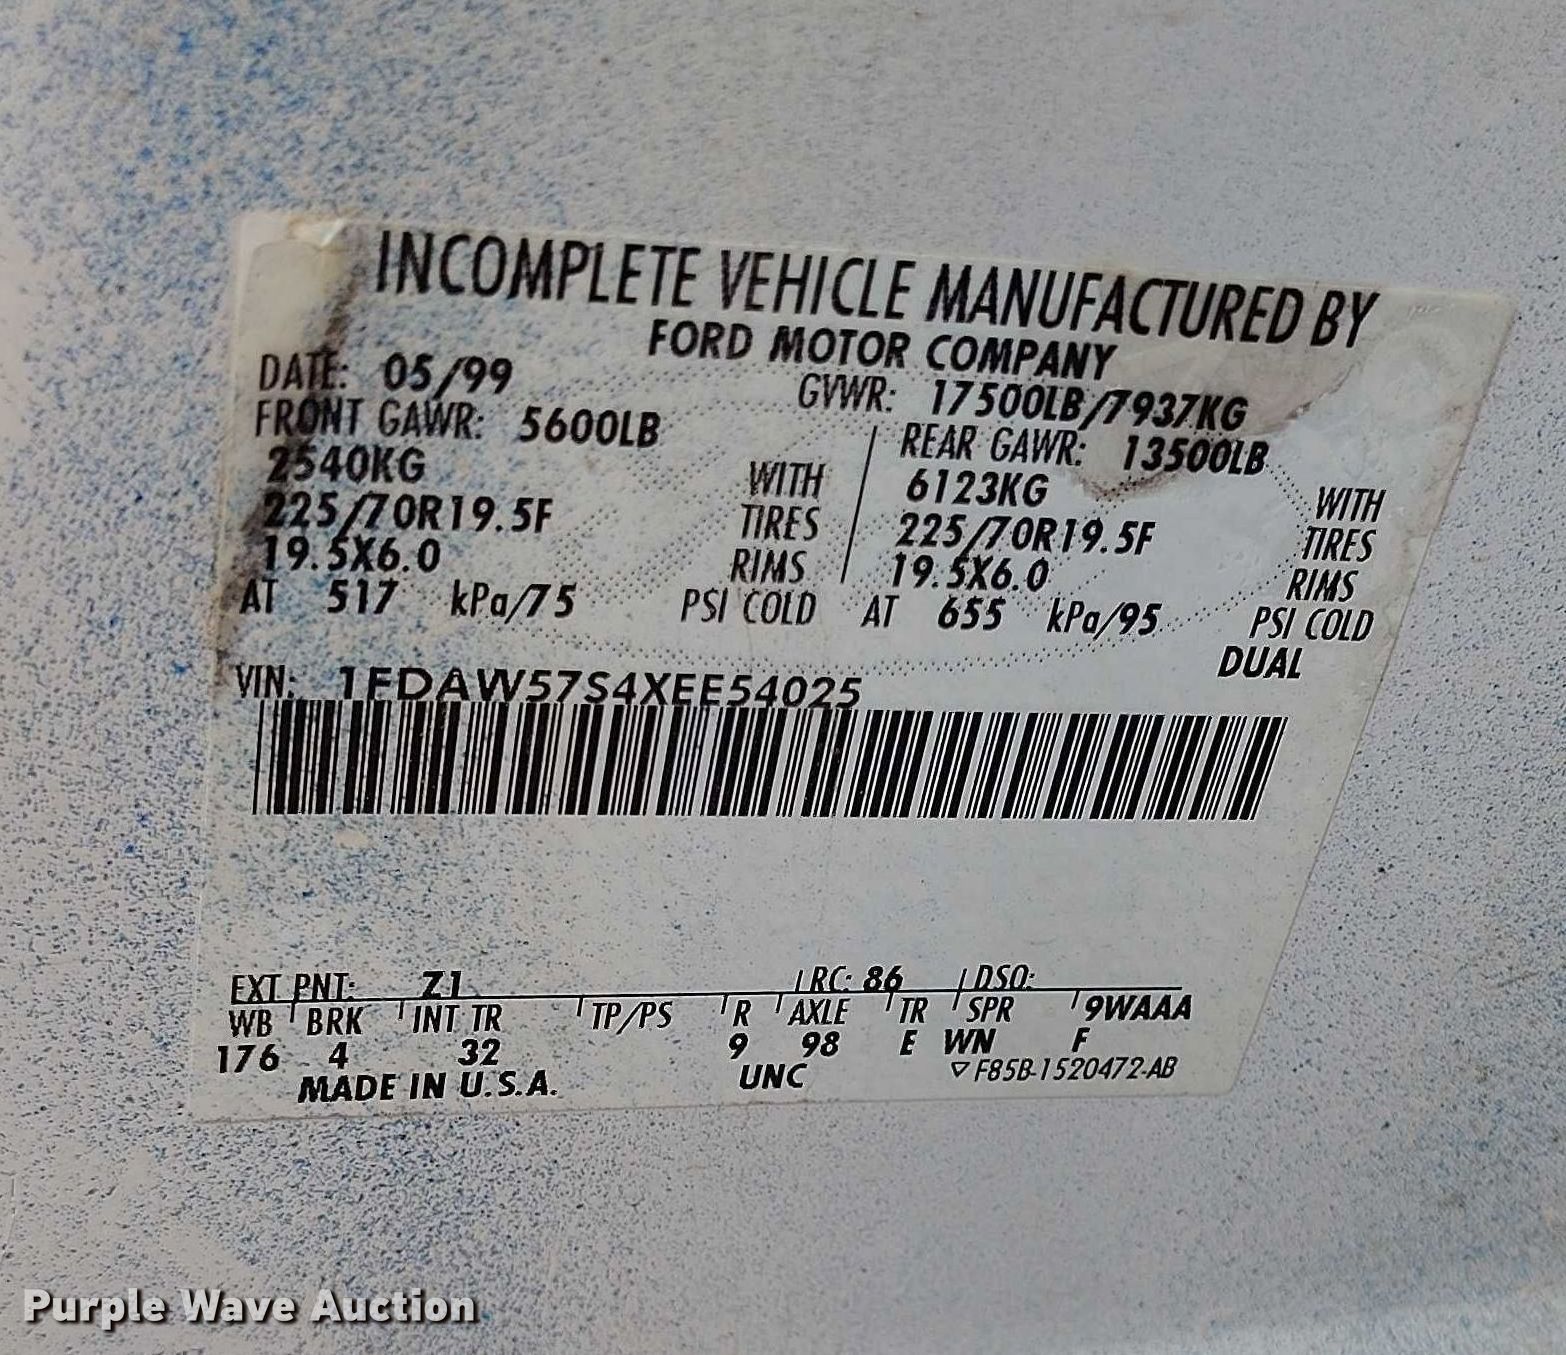 INCOMPLETE VEHICLE MANUFACTURED BY
FORD MOTOR COMPANY
DATE: 05/99 GVWR: 17500LB/7937KG
FRONT GAWR: 5600LB REAR GAWR: 13500LB
2540KG WITH 6123KG WITH
225/70R19.5F TIRES 225/70R19.5F TIRES
19.5X6.0 RIMS 19.5X6.0 RIMS
AT 517 kPa/75 PSI COLD AT 655 kPa/95 PSI COLD
DUAL
VIN: 1FDAW57S4XEE54025
EXT PNT: Z1 RC: 86 DSO:
WB BRK INT TR TP/PS R AXLE TR SPR 9WAAA
176 4 32 9 98 E WN F
MADE IN U.S.A. UNC F85B-1520472-AB
Purple Wave Auction